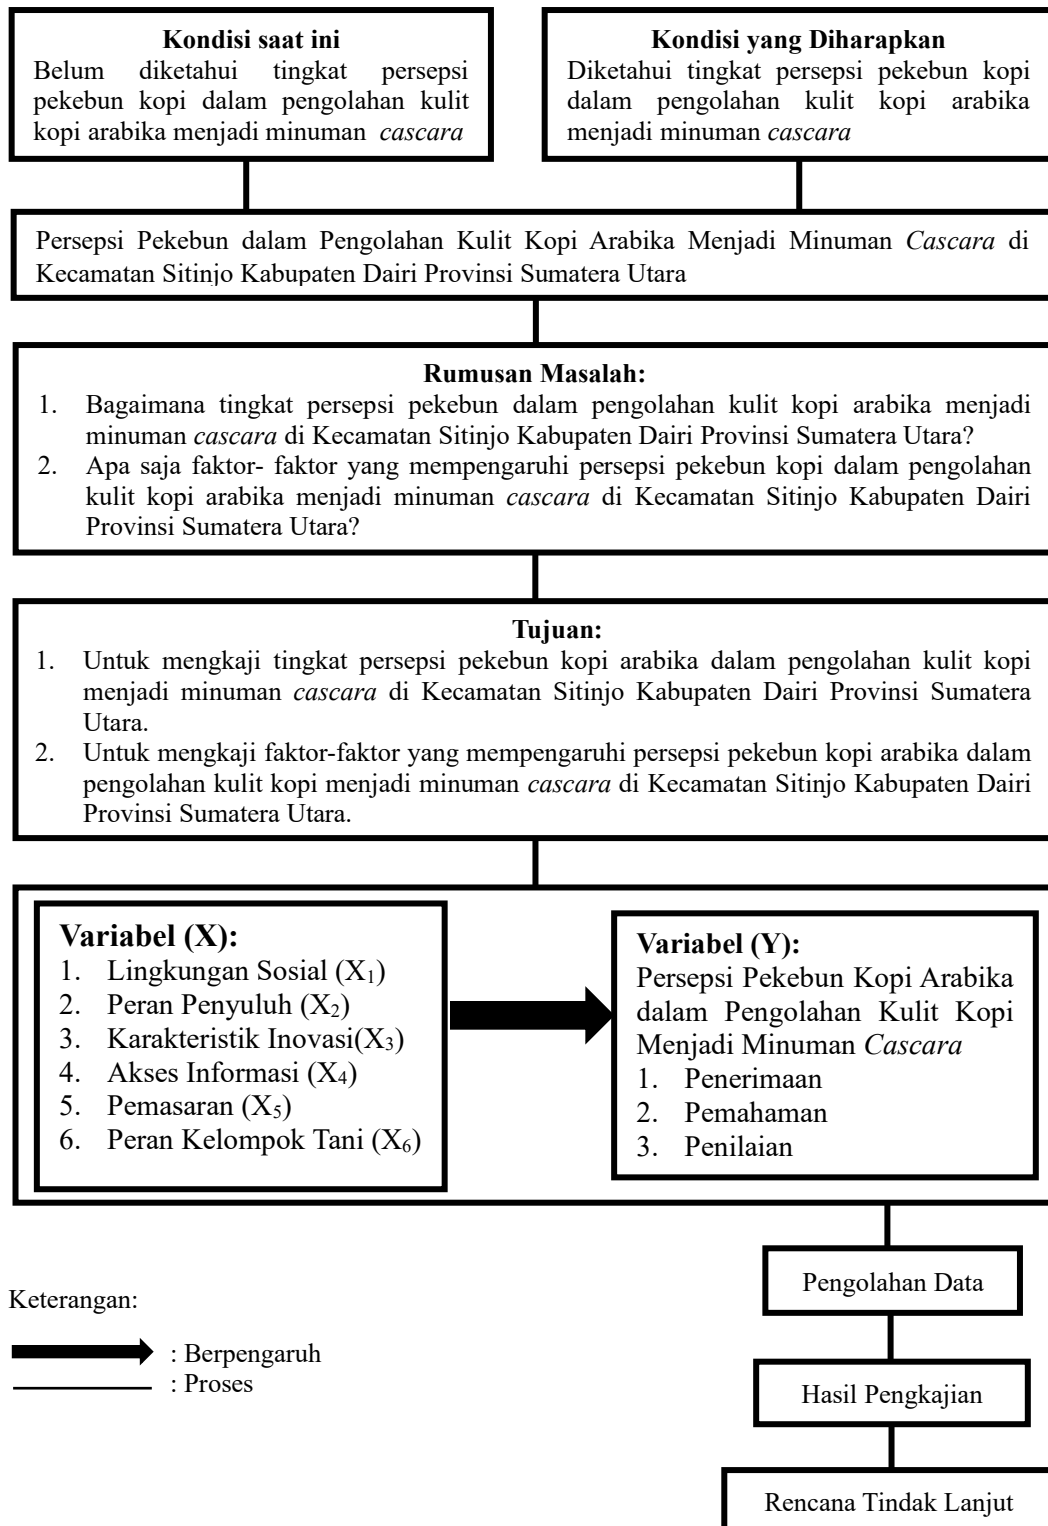 Kondisi saat ini
Belum diketahui tingkat persepsi
pekebun kopi dalam pengolahan kulit
kopi arabika menjadi minuman cascara
Kondisi yang Diharapkan
Diketahui tingkat persepsi pekebun kopi
dalam pengolahan kulit kopi arabika
menjadi minuman cascara
Persepsi Pekebun dalam Pengolahan Kulit Kopi Arabika Menjadi Minuman Cascara di
Kecamatan Sitinjo Kabupaten Dairi Provinsi Sumatera Utara
Rumusan Masalah:
1. Bagaimana tingkat persepsi pekebun dalam pengolahan kulit kopi arabika menjadi
minuman cascara di Kecamatan Sitinjo Kabupaten Dairi Provinsi Sumatera Utara?
2. Apa saja faktor- faktor yang mempengaruhi persepsi pekebun kopi dalam pengolahan
kulit kopi arabika menjadi minuman cascara di Kecamatan Sitinjo Kabupaten Dairi
Provinsi Sumatera Utara?
Tujuan:
1. Untuk mengkaji tingkat persepsi pekebun kopi arabika dalam pengolahan kulit kopi
menjadi minuman cascara di Kecamatan Sitinjo Kabupaten Dairi Provinsi Sumatera
Utara.
2. Untuk mengkaji faktor-faktor yang mempengaruhi persepsi pekebun kopi arabika dalam
pengolahan kulit kopi menjadi minuman cascara di Kecamatan Sitinjo Kabupaten Dairi
Provinsi Sumatera Utara.
Variabel (X):
1. Lingkungan Sosial (X₁)
2. Peran Penyuluh (X₂)
3. Karakteristik Inovasi(X₃)
4. Akses Informasi (X₄)
5. Pemasaran (X₅)
6. Peran Kelompok Tani (X₆)
Variabel (Y):
Persepsi Pekebun Kopi Arabika
dalam Pengolahan Kulit Kopi
Menjadi Minuman Cascara
1. Penerimaan
2. Pemahaman
3. Penilaian
Pengolahan Data
Keterangan:
: Berpengaruh
: Proses
Hasil Pengkajian
Rencana Tindak Lanjut